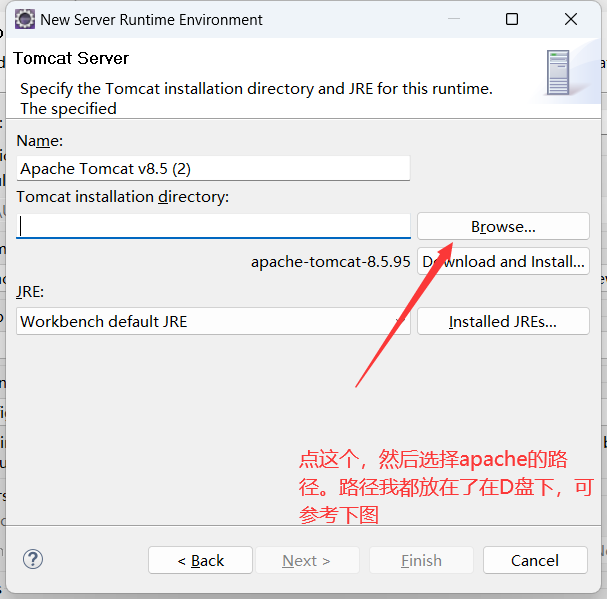 New Server Runtime Environment
Tomcat Server
Specify the Tomcat installation directory and JRE for this runtime.
The specified
Name:
Apache Tomcat v8.5 (2)
Tomcat installation directory:
Browse...
apache-tomcat-8.5.95
Download and Install...
JRE:
Workbench default JRE
Installed JREs...
点这个，然后选择apache的路
径。路径我都放在了在D盘下，可
参考下图
?
< Back
Next >
Finish
Cancel